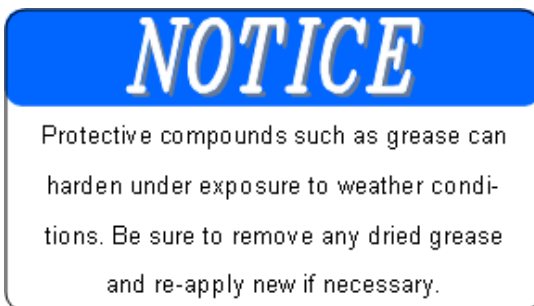 NOTICE
Protective compounds such as grease can
harden under exposure to weather condi-
tions. Be sure to remove any dried grease
and re-apply new if necessary.